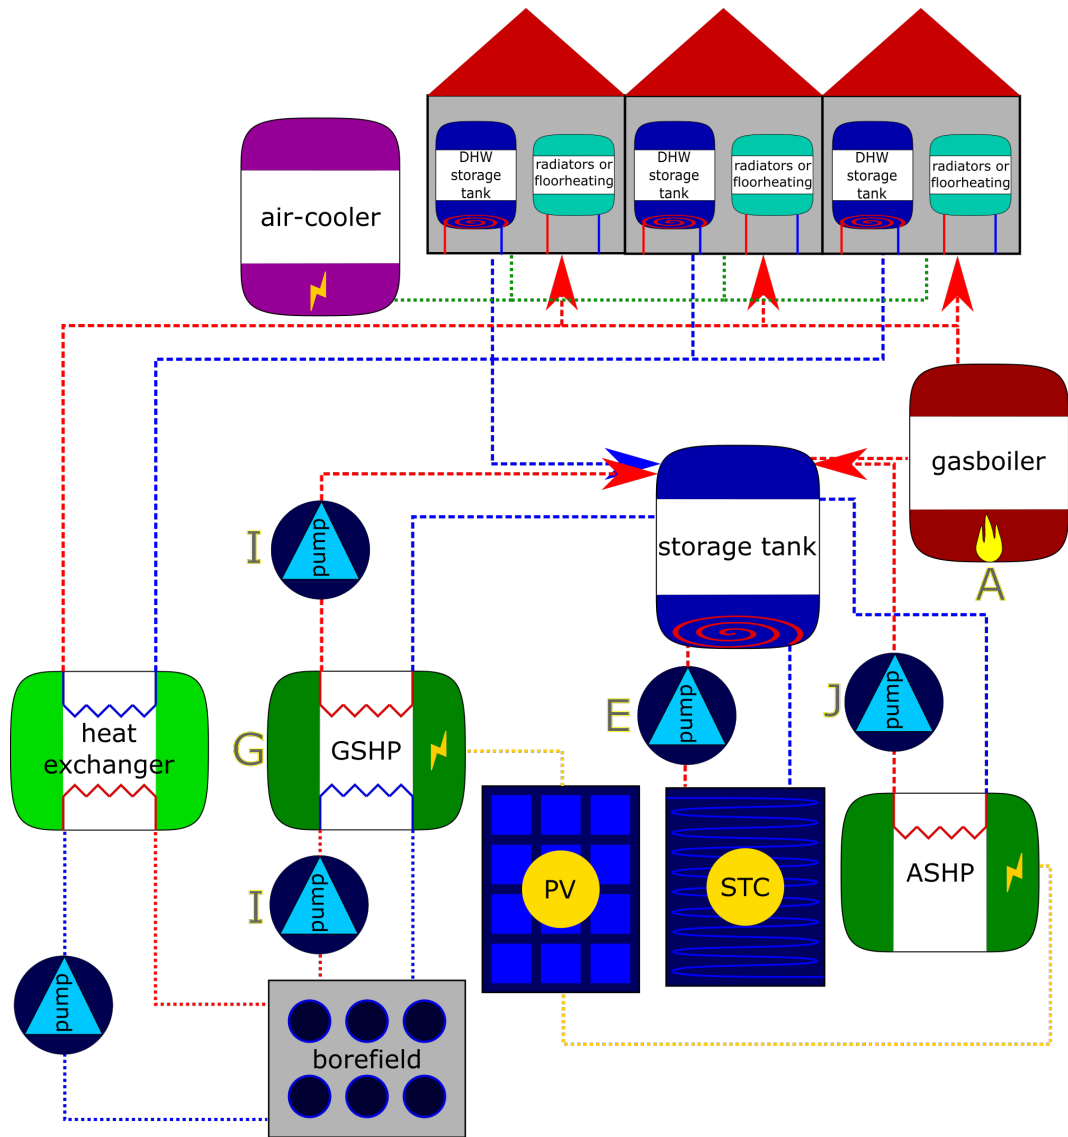 DHW
storage
tank
radiators or
floorheating
DHW
storage
tank
radiators or
floorheating
DHW
storage
tank
radiators or
floorheating
air-cooler
gasboiler
A
I
pump
storage tank
E
pump
J
pump
heat
exchanger
G
GSHP
PV
STC
ASHP
I
pump
pump
borefield